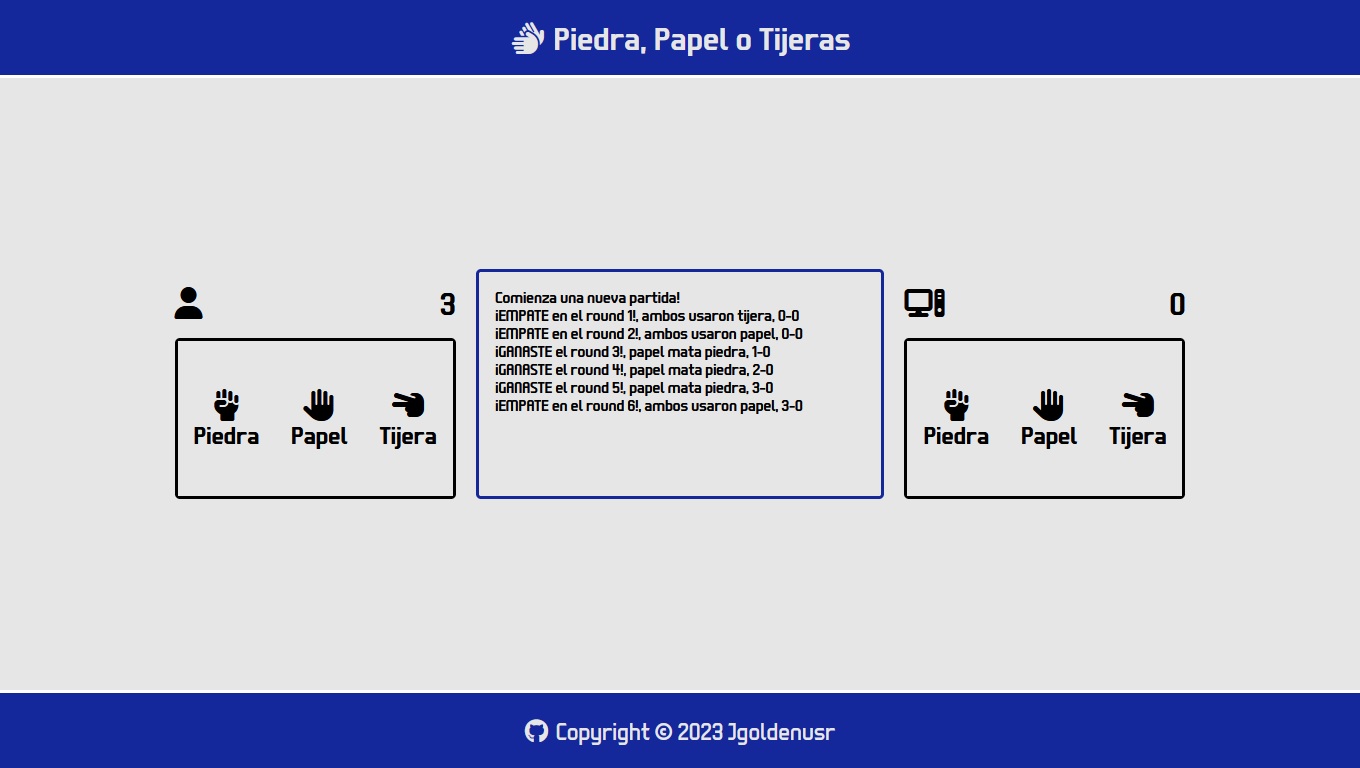 Piedra, Papel o Tijeras
3
Piedra Papel Tijera
Comienza una nueva partida!
¡EMPATE en el round 1!, ambos usaron tijera, 0-0
¡EMPATE en el round 2!, ambos usaron papel, 0-0
¡GANASTE el round 3!, papel mata piedra, 1-0
¡GANASTE el round 4!, papel mata piedra, 2-0
¡GANASTE el round 5!, papel mata piedra, 3-0
¡EMPATE en el round 6!, ambos usaron papel, 3-0
0
Piedra Papel Tijera
Copyright © 2023 Jgoldenusr